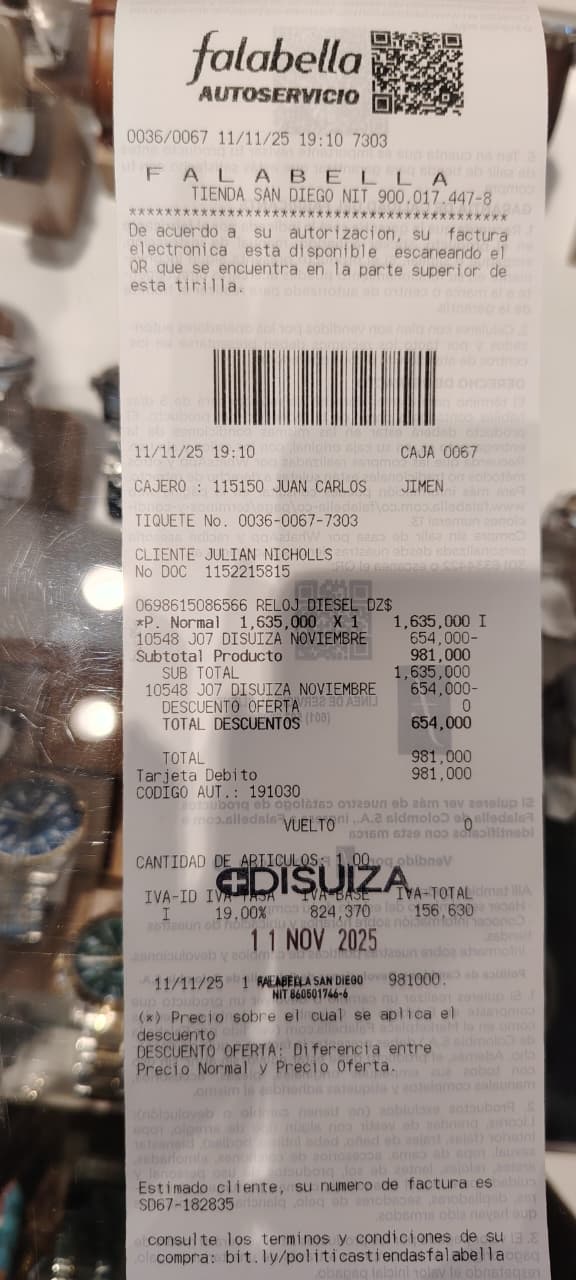 falabella
AUTOSERVICIO
0036/0067 11/11/25 19:10 7303
F A L A B E L L A
TIENDA SAN DIEGO NIT 900.017.447-8
**************************************************
De acuerdo a su autorizacion, su factura
electronica esta disponible escaneando el
QR que se encuentra en la parte superior de
esta tirilla.
11/11/25 19:10 CAJA 0067
CAJERO : 115150 JUAN CARLOS JIMEN
TIQUETE No. 0036-0067-7303
CLIENTE JULIAN NICHOLLS
No DOC 1152215815
0698615086566 RELOJ DIESEL DZ$
*P. Normal 1,635,000 X 1 1,635,000 I
10548 J07 DISUIZA NOVIEMBRE 654,000-
Subtotal Producto 981,000
SUB TOTAL 1,635,000
10548 J07 DISUIZA NOVIEMBRE 654,000-
DESCUENTO OFERTA 0
TOTAL DESCUENTOS 654,000
TOTAL 981,000
Tarjeta Debito 981,000
CODIGO AUT.: 191030
VUELTO 0
CANTIDAD DE ARTICULOS: 1.00
DISUIZA
IVA-ID IVA-TASA IVA-BASE IVA-TOTAL
I 19,00% 824,370 156,630
11 NOV 2025
11/11/25 1 FALABELLA SAN DIEGO 981000.
NIT 860501746-6
(*) Precio sobre el cual se aplica el
descuento
DESCUENTO OFERTA: Diferencia entre
Precio Normal y Precio Oferta.
Estimado cliente, su numero de factura es
SD67-182835
consulte los terminos y condiciones de su
compra: bit.ly/politicastiendasfalabella